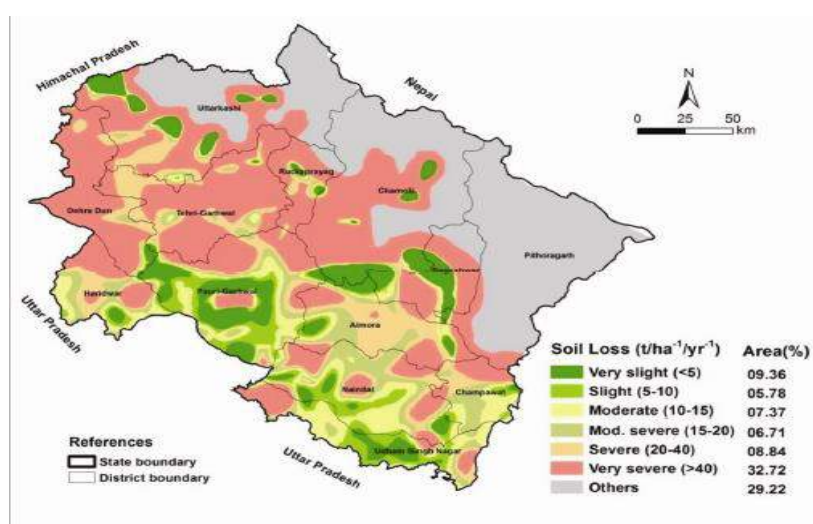 Himachal Pradesh
Nepal
N
0 25 50
km
Uttarkashi
Rudraprayag
Chamoli
Dehra Dun
Tehri-Garhwal
Pithoragarh
Bageshwar
Haridwar
Pauri-Garhwal
Uttar Pradesh
Almora
Nainital
Champawat
Udham Singh Nagar
Uttar Pradesh
Soil Loss (t/ha⁻¹/yr⁻¹) Area(%)
Very slight (<5) 09.36
Slight (5-10) 05.78
Moderate (10-15) 07.37
Mod. severe (15-20) 06.71
Severe (20-40) 08.84
Very severe (>40) 32.72
Others 29.22
References
State boundary
District boundary